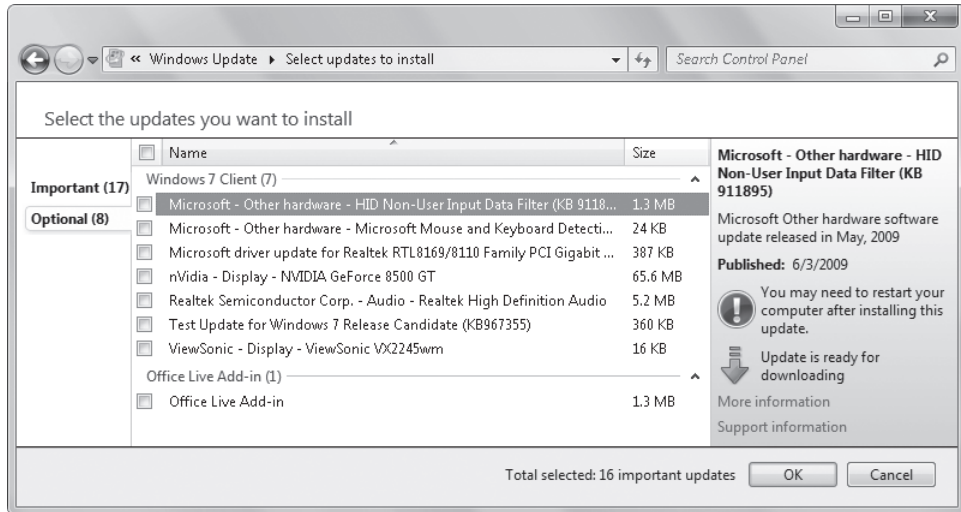 « Windows Update ▸ Select updates to install
Search Control Panel
Select the updates you want to install
Important (17)
Optional (8)
Name Size
Windows 7 Client (7)
Microsoft - Other hardware - HID Non-User Input Data Filter (KB 9118... 1.3 MB
Microsoft - Other hardware - Microsoft Mouse and Keyboard Detecti... 24 KB
Microsoft driver update for Realtek RTL8169/8110 Family PCI Gigabit ... 387 KB
nVidia - Display - NVIDIA GeForce 8500 GT 65.6 MB
Realtek Semiconductor Corp. - Audio - Realtek High Definition Audio 5.2 MB
Test Update for Windows 7 Release Candidate (KB967355) 360 KB
ViewSonic - Display - ViewSonic VX2245wm 16 KB
Office Live Add-in (1)
Office Live Add-in 1.3 MB
Microsoft - Other hardware - HID
Non-User Input Data Filter (KB
911895)
Microsoft Other hardware software
update released in May, 2009
Published: 6/3/2009
You may need to restart your
computer after installing this
update.
Update is ready for
downloading
More information
Support information
Total selected: 16 important updates
OK
Cancel